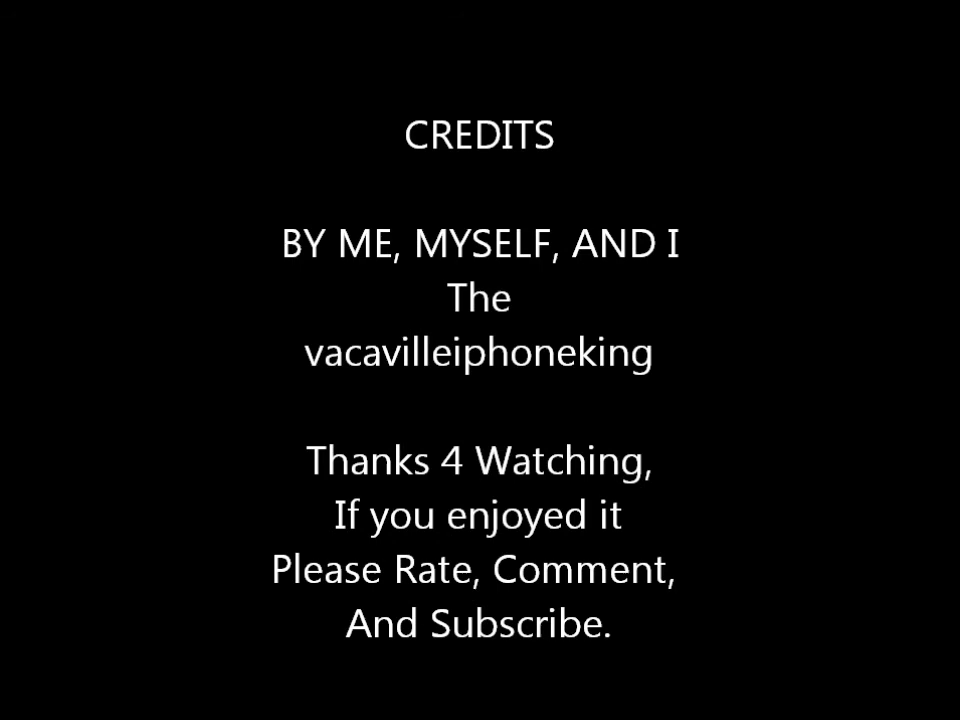 CREDITS
BY ME, MYSELF, AND I
The
vacavilleiphoneking
Thanks 4 Watching,
If you enjoyed it
Please Rate, Comment,
And Subscribe.